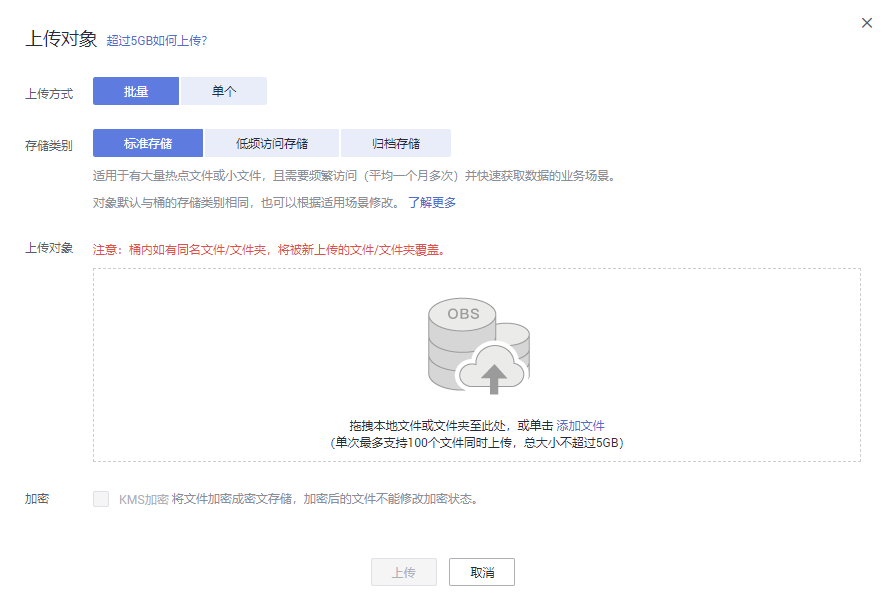 上传对象 超过5GB如何上传?
上传方式 批量 单个
存储类别 标准存储 低频访问存储 归档存储
适用于有大量热点文件或小文件，且需要频繁访问（平均一个月多次）并快速获取数据的业务场景。
对象默认与桶的存储类别相同，也可以根据适用场景修改。 了解更多
上传对象 注意：桶内如有同名文件/文件夹，将被新上传的文件/文件夹覆盖。
OBS
拖拽本地文件或文件夹至此处，或单击 添加文件
（单次最多支持100个文件同时上传，总大小不超过5GB）
加密 KMS加密 将文件加密成密文存储，加密后的文件不能修改加密状态。
上传 取消